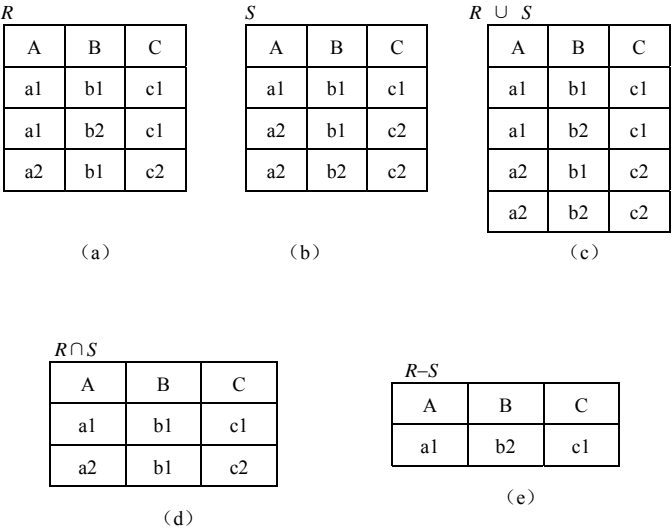 R S R ∪ S
A B C A B C A B C
a1 b1 c1 a1 b1 c1 a1 b1 c1
a1 b2 c1 a2 b1 c2 a1 b2 c1
a2 b1 c2 a2 b2 c2 a2 b1 c2
a2 b2 c2
（a） （b） （c）
R∩S
R–S
A B C
A B C
a1 b1 c1
a1 b2 c1
a2 b1 c2
（e）
（d）